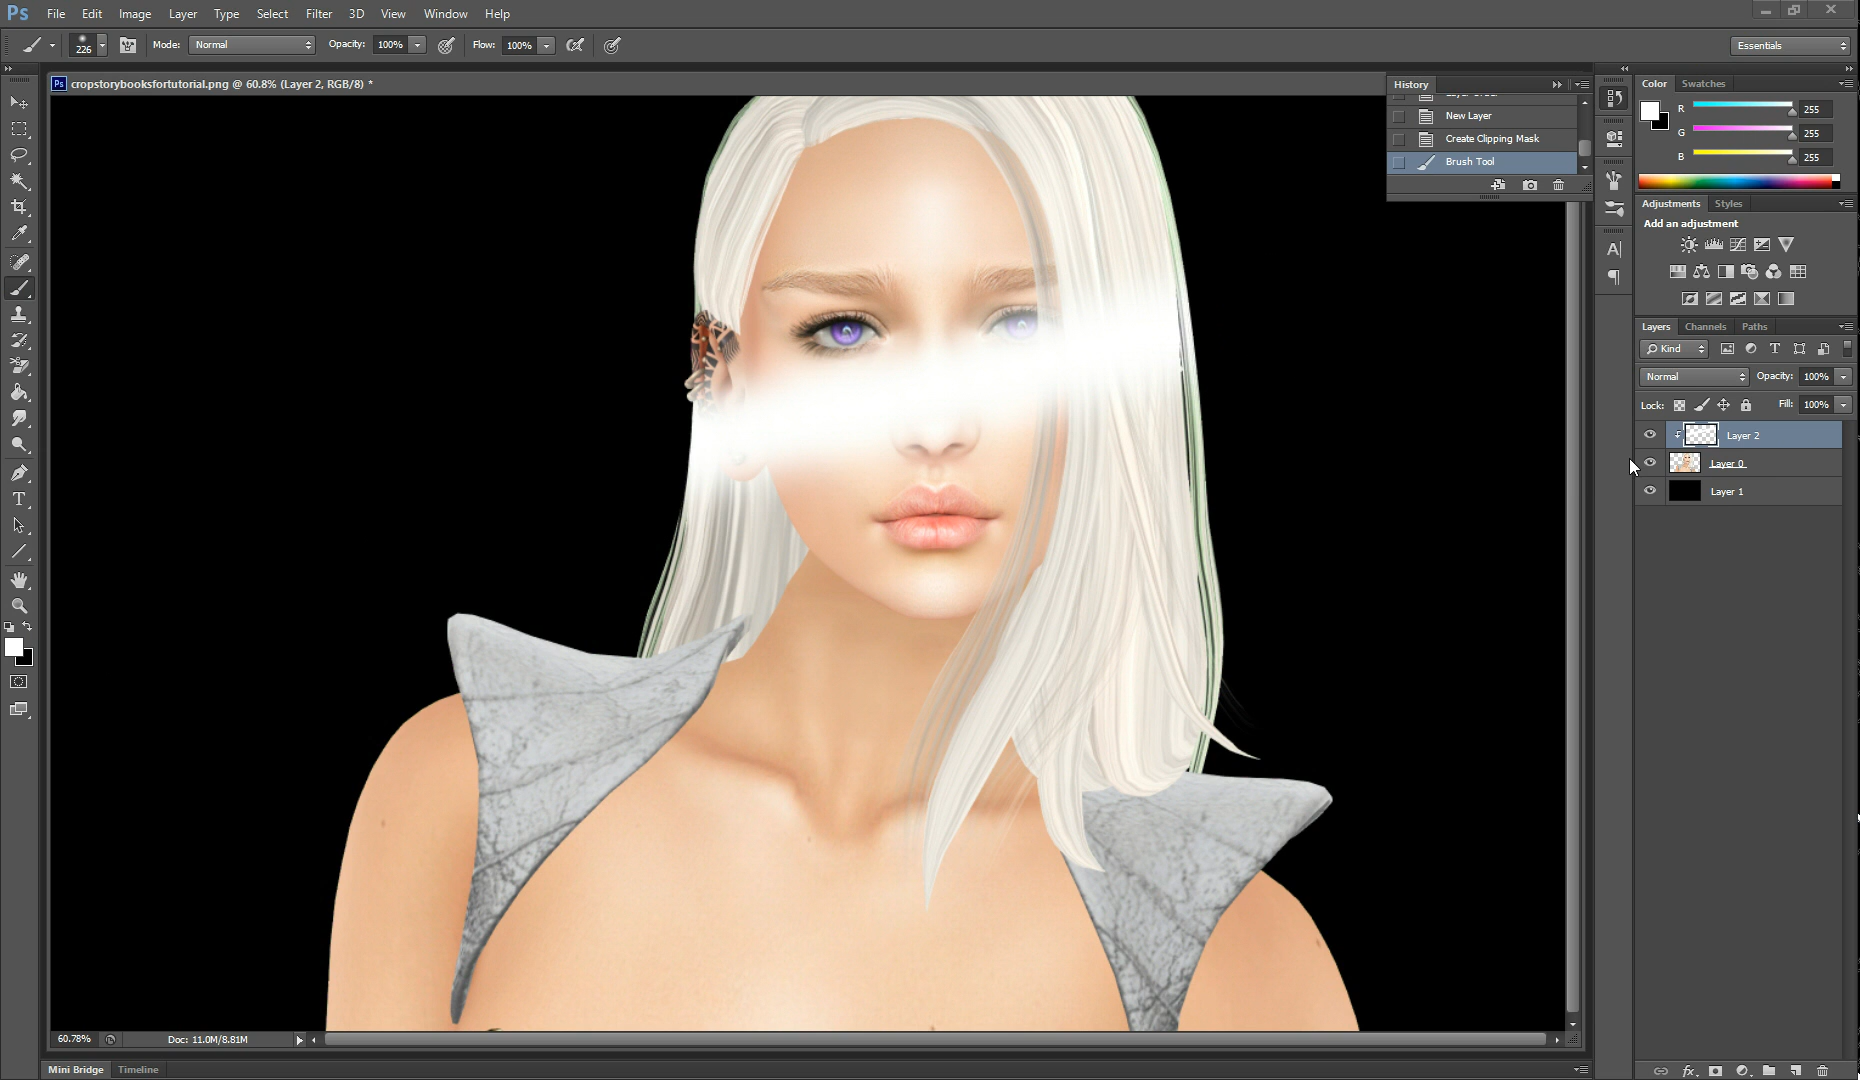 Ps File Edit Image Layer Type Select Filter 3D View Window Help
226 Mode: Normal Opacity: 100% Flow: 100% Essentials
Ps cropstorybooksfortutorial.png @ 60.8% (Layer 2, RGB/8) *
History
Layer Order
New Layer
Create Clipping Mask
Brush Tool
Color Swatches
R 255
G 255
B 255
Adjustments Styles
Add an adjustment
Layers Channels Paths
Kind
Normal Opacity: 100%
Lock: Fill: 100%
Layer 2
Layer 0
Layer 1
60.78% Doc: 11.0M/8.81M
Mini Bridge Timeline